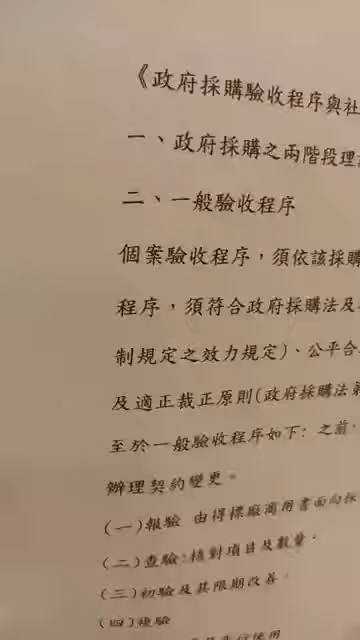 《政府採購驗收程序與社
一、政府採購之兩階段理
二、一般驗收程序
個案驗收程序，須依該採購
程序，須符合政府採購法及
制規定之效力規定)、公平合
及適正裁正原則(政府採購法第
至於一般驗收程序如下: 之前，
辦理契約變更。
(一)報驗 由得標廠商用書面向採
(二)查驗:核對項目及數量。
(三)初驗及其限期改善。
(四)複驗